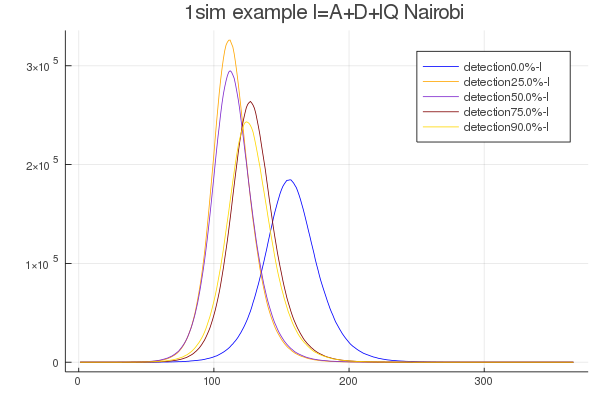 1sim example I=A+D+IQ Nairobi
detection0.0%-I
detection25.0%-I
detection50.0%-I
detection75.0%-I
detection90.0%-I
3×10^5
2×10^5
1×10^5
0
0 100 200 300